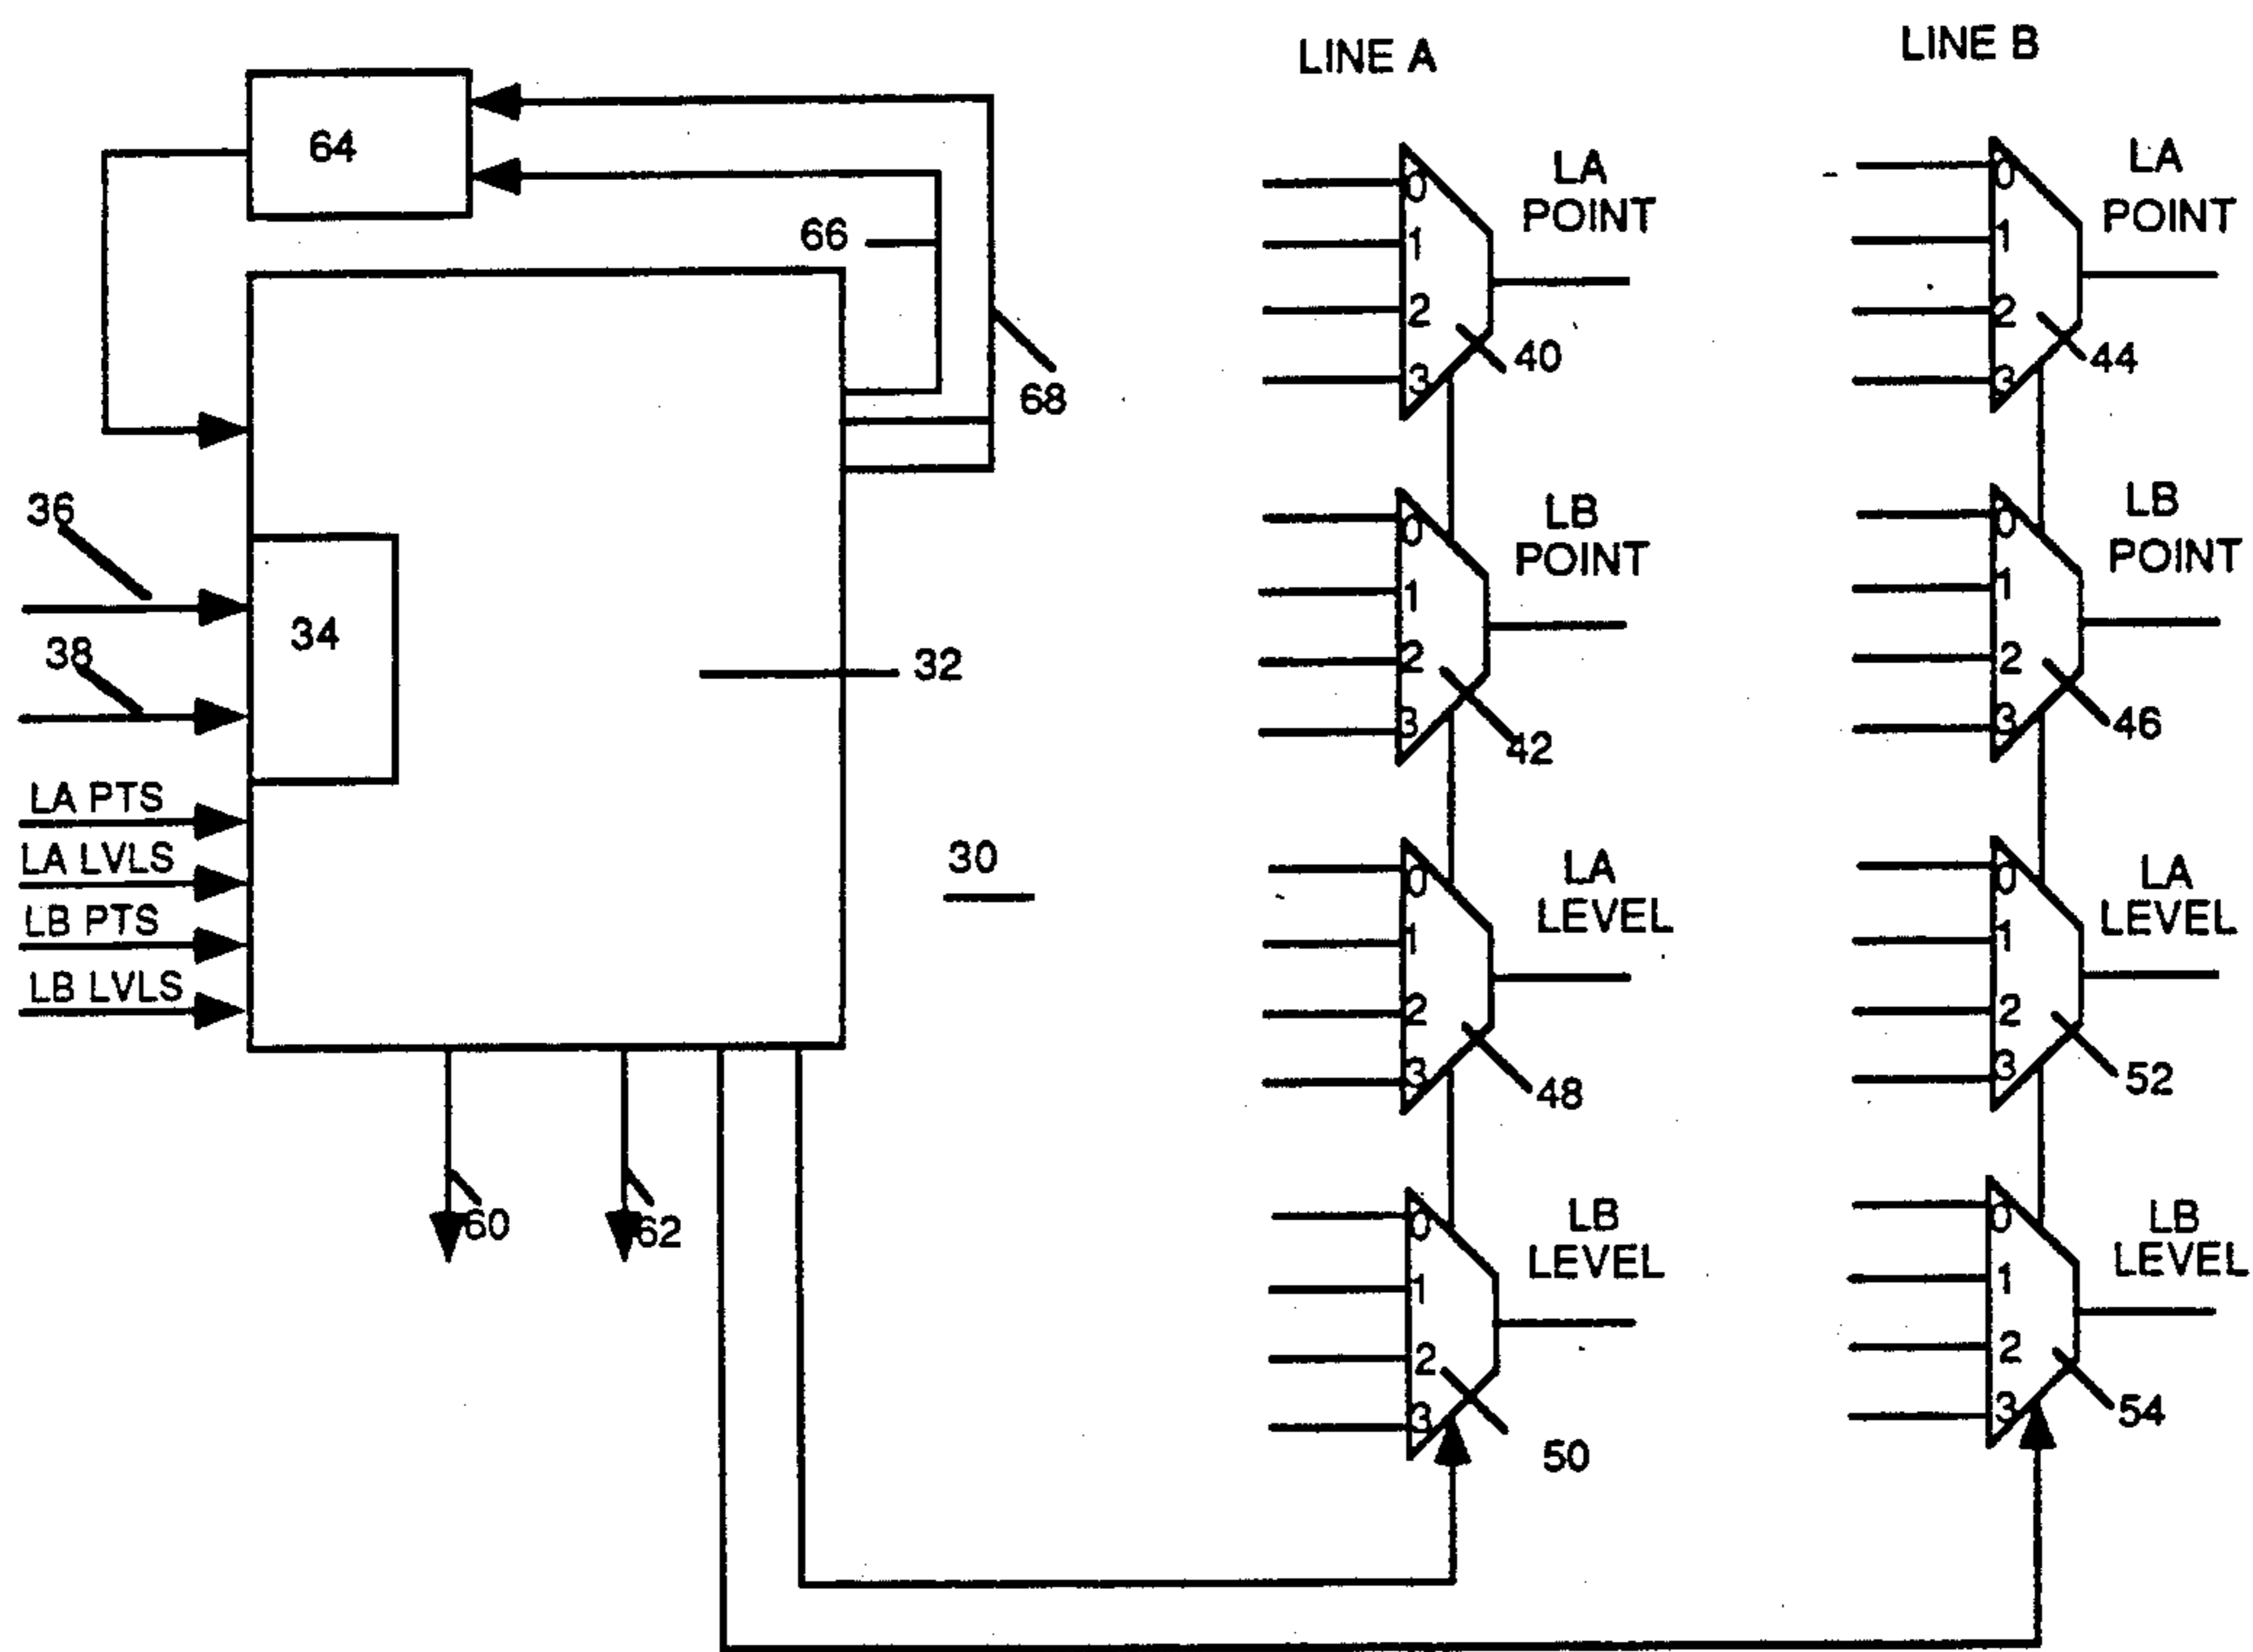 LINE A
LINE B
64
66
68
36
34
38
32
LA PTS
LA LVLS
LB PTS
LB LVLS
30
60
62
0
1
2
3
LA
POINT
40
0
1
2
3
LB
POINT
42
0
1
2
3
LA
LEVEL
48
0
1
2
3
LB
LEVEL
50
0
1
2
3
LA
POINT
44
0
1
2
3
LB
POINT
46
0
1
2
3
LA
LEVEL
52
0
1
2
3
LB
LEVEL
54